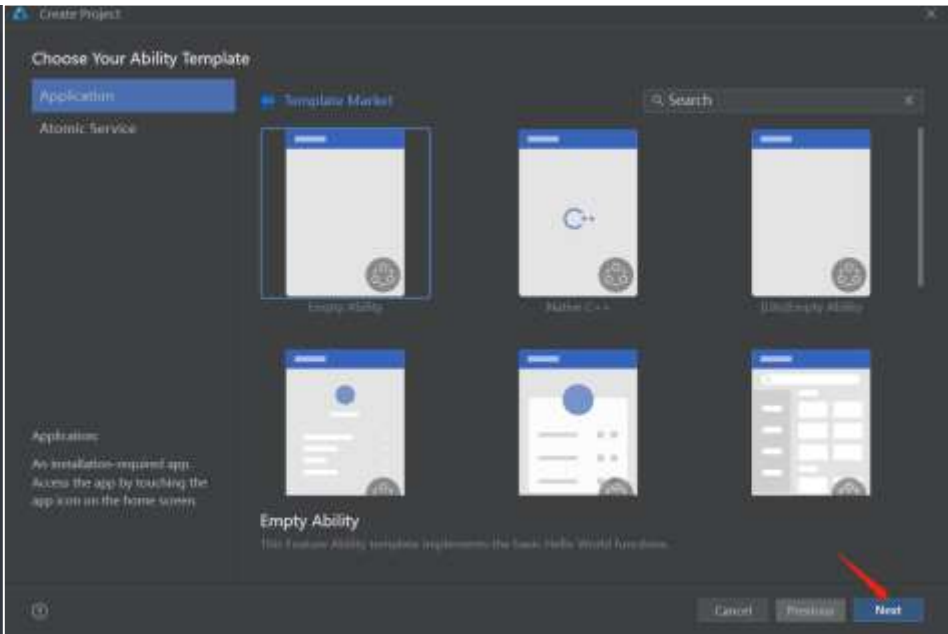 Create Project
Choose Your Ability Template
Application
Atomic Service
Template Market
Search
C++
Empty Ability
Native C++
[Lite]Empty Ability
Application:
An installation-required app.
Access the app by touching the
app icon on the home screen.
Empty Ability
This Feature Ability template implements the basic Hello World functions.
Cancel
Previous
Next